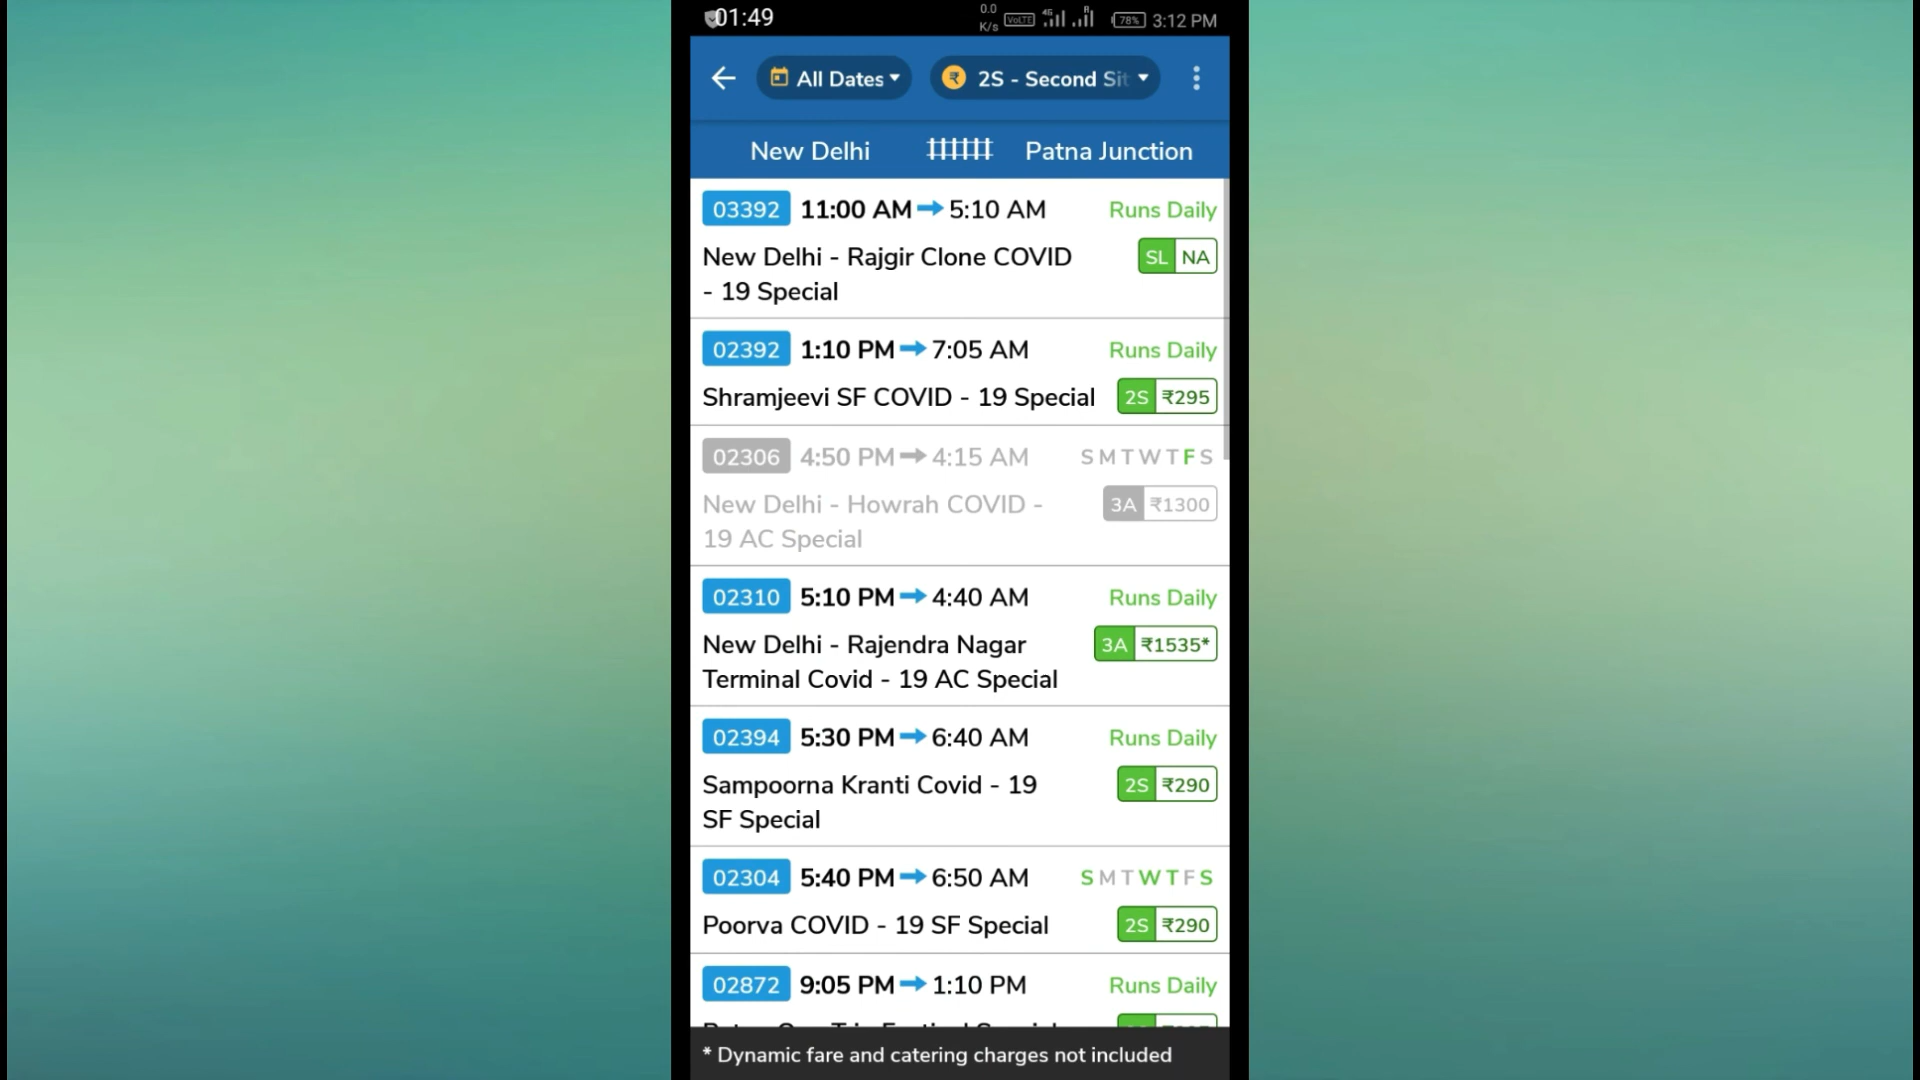 01:49
0.0 K/s VoLTE 4G R 78% 3:12 PM
All Dates 2S - Second Sit
New Delhi Patna Junction
03392 11:00 AM 5:10 AM Runs Daily
New Delhi - Rajgir Clone COVID SL NA
- 19 Special
02392 1:10 PM 7:05 AM Runs Daily
Shramjeevi SF COVID - 19 Special 2S ₹295
02306 4:50 PM 4:15 AM S M T W T F S
New Delhi - Howrah COVID - 3A ₹1300
19 AC Special
02310 5:10 PM 4:40 AM Runs Daily
New Delhi - Rajendra Nagar 3A ₹1535*
Terminal Covid - 19 AC Special
02394 5:30 PM 6:40 AM Runs Daily
Sampoorna Kranti Covid - 19 2S ₹290
SF Special
02304 5:40 PM 6:50 AM S M T W T F S
Poorva COVID - 19 SF Special 2S ₹290
02872 9:05 PM 1:10 PM Runs Daily
* Dynamic fare and catering charges not included